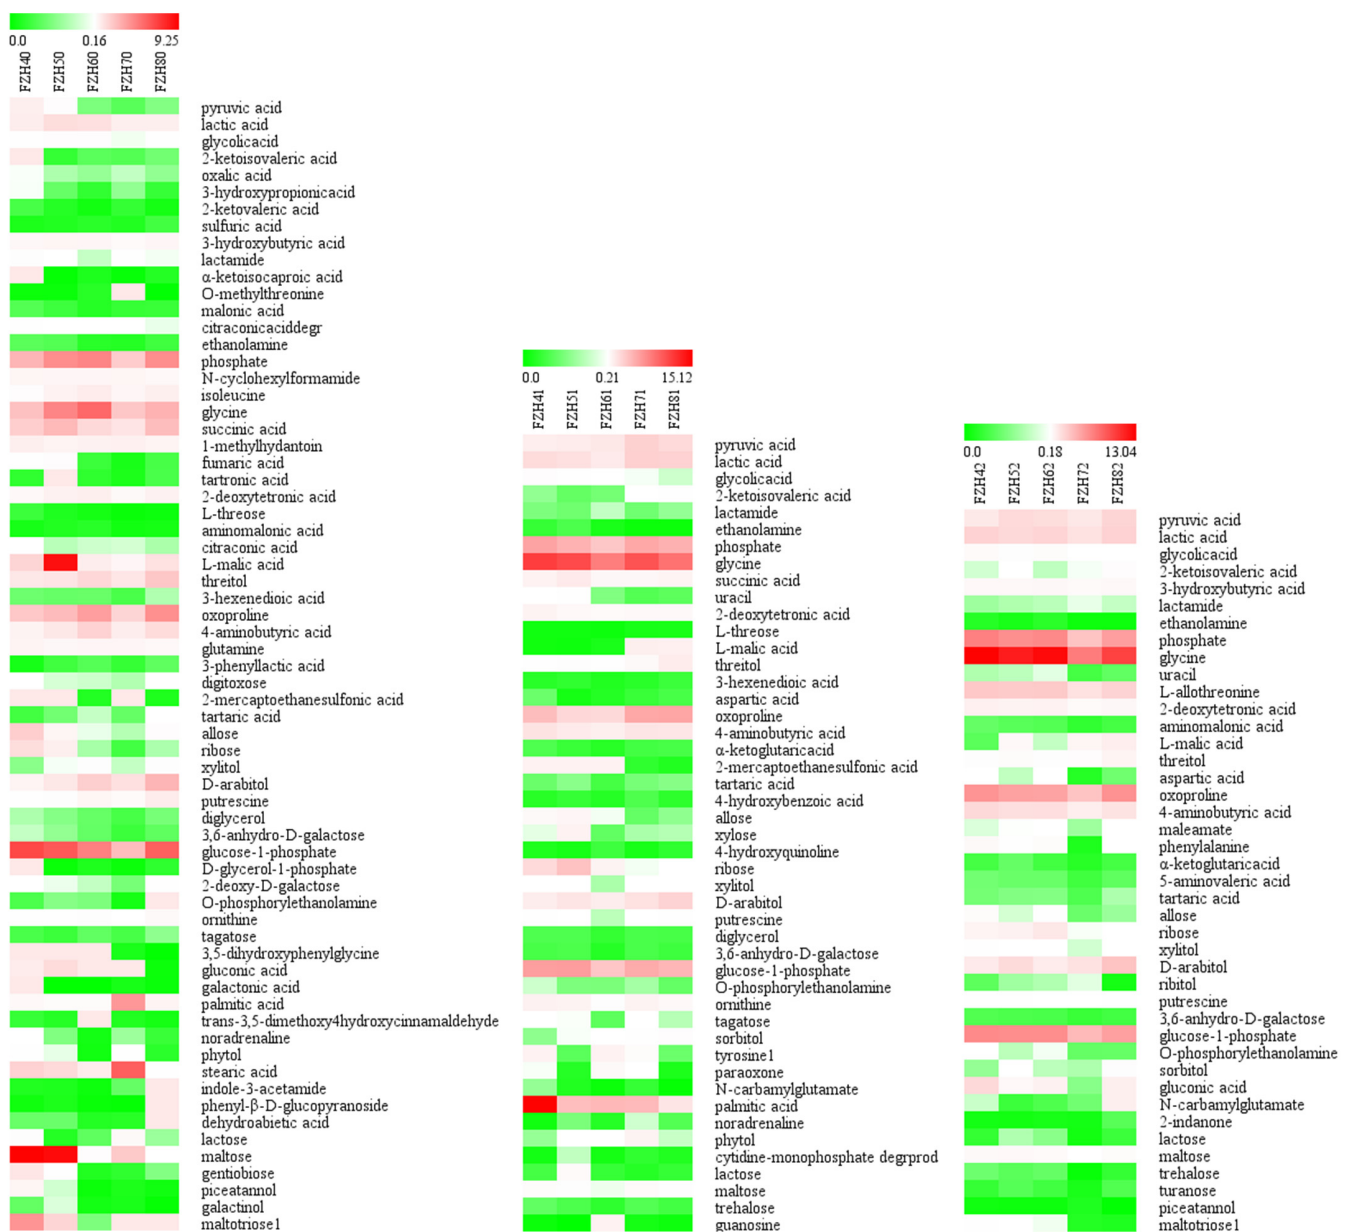 0.0 0.16 9.25
FZH40 FZH50 FZH60 FZH70 FZH80
pyruvic acid
lactic acid
glycolicacid
2-ketoisovaleric acid
oxalic acid
3-hydroxypropionicacid
2-ketovaleric acid
sulfuric acid
3-hydroxybutyric acid
lactamide
α-ketoisocaproic acid
O-methylthreonine
malonic acid
citraconicaciddegr
ethanolamine
phosphate
N-cyclohexylformamide
isoleucine
glycine
succinic acid
1-methylhydantoin
fumaric acid
tartronic acid
2-deoxytetronic acid
L-threose
aminomalonic acid
citraconic acid
L-malic acid
threitol
3-hexenedioic acid
oxoproline
4-aminobutyric acid
glutamine
3-phenyllactic acid
digitoxose
2-mercaptoethanesulfonic acid
tartaric acid
allose
ribose
xylitol
D-arabitol
putrescine
diglycerol
3,6-anhydro-D-galactose
glucose-1-phosphate
D-glycerol-1-phosphate
2-deoxy-D-galactose
O-phosphorylethanolamine
ornithine
tagatose
3,5-dihydroxyphenylglycine
gluconic acid
galactonic acid
palmitic acid
trans-3,5-dimethoxy4hydroxycinnamaldehyde
noradrenaline
phytol
stearic acid
indole-3-acetamide
phenyl-β-D-glucopyranoside
dehydroabietic acid
lactose
maltose
gentiobiose
piceatannol
galactinol
maltotriose1
0.0 0.21 15.12
FZH41 FZH51 FZH61 FZH71 FZH81
pyruvic acid
lactic acid
glycolicacid
2-ketoisovaleric acid
lactamide
ethanolamine
phosphate
glycine
succinic acid
uracil
2-deoxytetronic acid
L-threose
L-malic acid
threitol
3-hexenedioic acid
aspartic acid
oxoproline
4-aminobutyric acid
α-ketoglutaricacid
2-mercaptoethanesulfonic acid
tartaric acid
4-hydroxybenzoic acid
allose
xylose
4-hydroxyquinoline
ribose
xylitol
D-arabitol
putrescine
diglycerol
3,6-anhydro-D-galactose
glucose-1-phosphate
O-phosphorylethanolamine
ornithine
tagatose
sorbitol
tyrosine1
paraoxone
N-carbamylglutamate
palmitic acid
noradrenaline
phytol
cytidine-monophosphate degrprod
lactose
maltose
trehalose
guanosine
0.0 0.18 13.04
FZH42 FZH52 FZH62 FZH72 FZH82
pyruvic acid
lactic acid
glycolicacid
2-ketoisovaleric acid
3-hydroxybutyric acid
lactamide
ethanolamine
phosphate
glycine
uracil
L-allothreonine
2-deoxytetronic acid
aminomalonic acid
L-malic acid
threitol
aspartic acid
oxoproline
4-aminobutyric acid
maleamate
phenylalanine
α-ketoglutaricacid
5-aminovaleric acid
tartaric acid
allose
ribose
xylitol
D-arabitol
ribitol
putrescine
3,6-anhydro-D-galactose
glucose-1-phosphate
O-phosphorylethanolamine
sorbitol
gluconic acid
N-carbamylglutamate
2-indanone
lactose
maltose
trehalose
turanose
piceatannol
maltotriose1